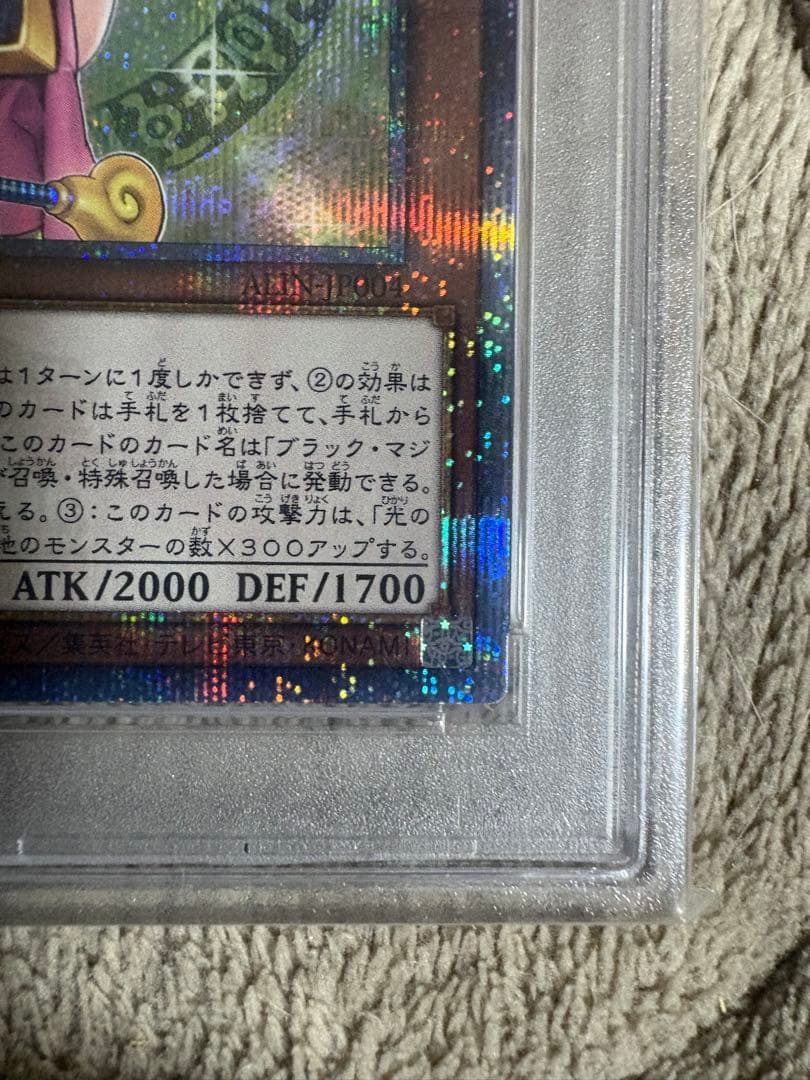 ALIN-JP004
は1ターンに1度しかできず、②の効果は
のカードは手札を1枚捨てて、手札から
このカードのカード名は「ブラック・マジ
召喚・特殊召喚した場合に発動できる。
える。③：このカードの攻撃力は、「光の
他のモンスターの数×300アップする。
ATK/2000 DEF/1700
ス／集英社・テレビ東京・KONAMI